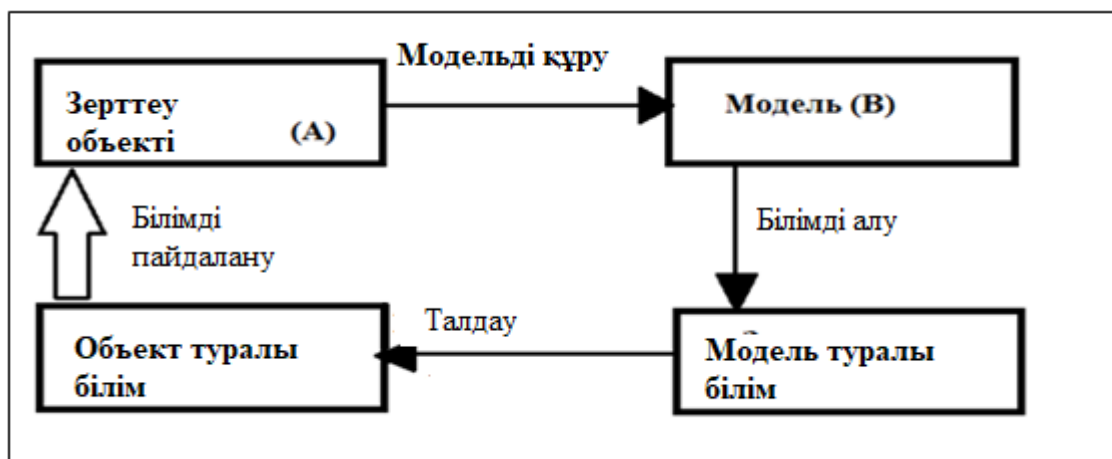 Модельді құру
Зерттеу
объекті (А)
Модель (В)
Білімді
пайдалану
Білімді алу
Талдау
Объект туралы
білім
Модель туралы
білім